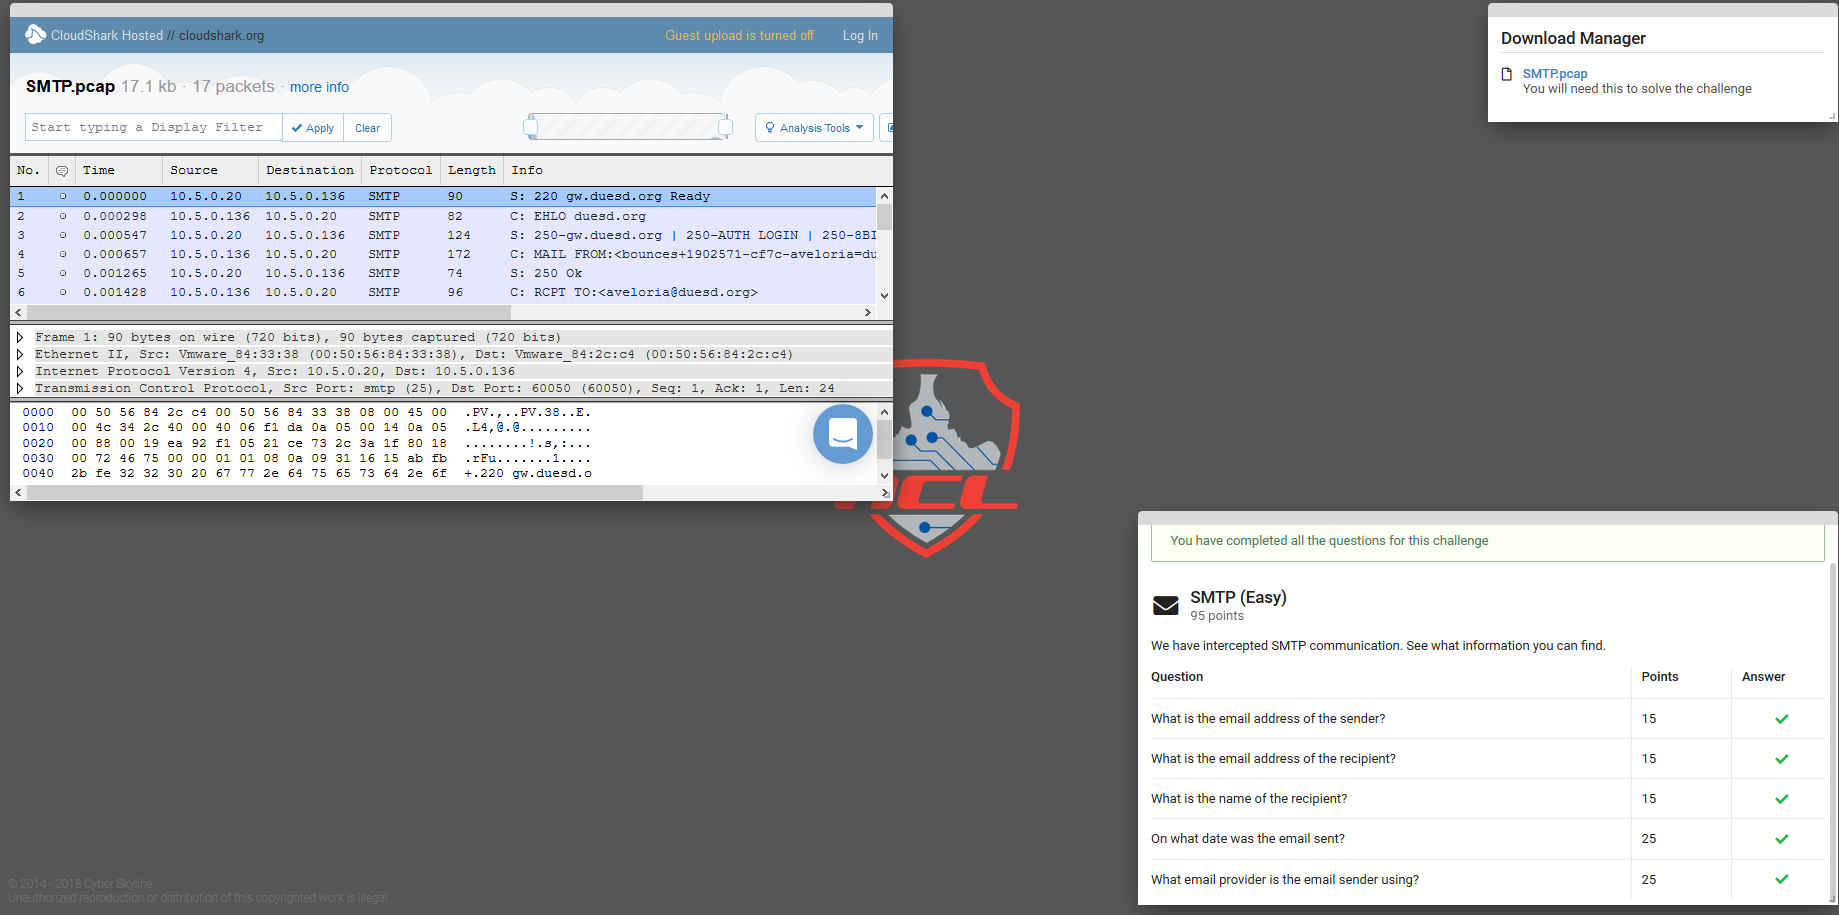 CloudShark Hosted // cloudshark.org
Guest upload is turned off
Log In
SMTP.pcap 17.1 kb · 17 packets · more info
Start typing a Display Filter
Apply
Clear
Analysis Tools
No. Time Source Destination Protocol Length Info
1 0.000000 10.5.0.20 10.5.0.136 SMTP 90 S: 220 gw.duesd.org Ready
2 0.000298 10.5.0.136 10.5.0.20 SMTP 82 C: EHLO duesd.org
3 0.000547 10.5.0.20 10.5.0.136 SMTP 124 S: 250-gw.duesd.org | 250-AUTH LOGIN | 250-8BI
4 0.000657 10.5.0.136 10.5.0.20 SMTP 172 C: MAIL FROM:<bounces+1902571-cf7c-aveloria=du
5 0.001265 10.5.0.20 10.5.0.136 SMTP 74 S: 250 Ok
6 0.001428 10.5.0.136 10.5.0.20 SMTP 96 C: RCPT TO:<aveloria@duesd.org>
Frame 1: 90 bytes on wire (720 bits), 90 bytes captured (720 bits)
Ethernet II, Src: Vmware_84:33:38 (00:50:56:84:33:38), Dst: Vmware_84:2c:c4 (00:50:56:84:2c:c4)
Internet Protocol Version 4, Src: 10.5.0.20, Dst: 10.5.0.136
Transmission Control Protocol, Src Port: smtp (25), Dst Port: 60050 (60050), Seq: 1, Ack: 1, Len: 24
0000 00 50 56 84 2c c4 00 50 56 84 33 38 08 00 45 00 .PV.,..PV.38..E.
0010 00 4c 34 2c 40 00 40 06 f1 da 0a 05 00 14 0a 05 .L4,@.@.........
0020 00 88 00 19 ea 92 f1 05 21 ce 73 2c 3a 1f 80 18 ........!.s,:...
0030 00 72 46 75 00 00 01 01 08 0a 09 31 16 15 ab fb .rFu.......1....
0040 2b fe 32 32 30 20 67 77 2e 64 75 65 73 64 2e 6f +.220 gw.duesd.o
Download Manager
SMTP.pcap
You will need this to solve the challenge
You have completed all the questions for this challenge
SMTP (Easy)
95 points
We have intercepted SMTP communication. See what information you can find.
Question Points Answer
What is the email address of the sender? 15
What is the email address of the recipient? 15
What is the name of the recipient? 15
On what date was the email sent? 25
What email provider is the email sender using? 25
© 2014 - 2018 Cyber Skyline
Unauthorized reproduction or distribution of this copyrighted work is illegal.